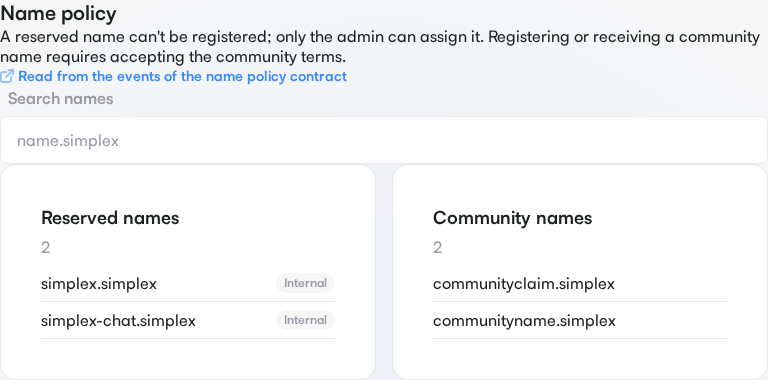 Name policy
A reserved name can't be registered; only the admin can assign it. Registering or receiving a community
name requires accepting the community terms.
Read from the events of the name policy contract
Search names
name.simplex
Reserved names
2
simplex.simplex Internal
simplex-chat.simplex Internal
Community names
2
communityclaim.simplex
communityname.simplex